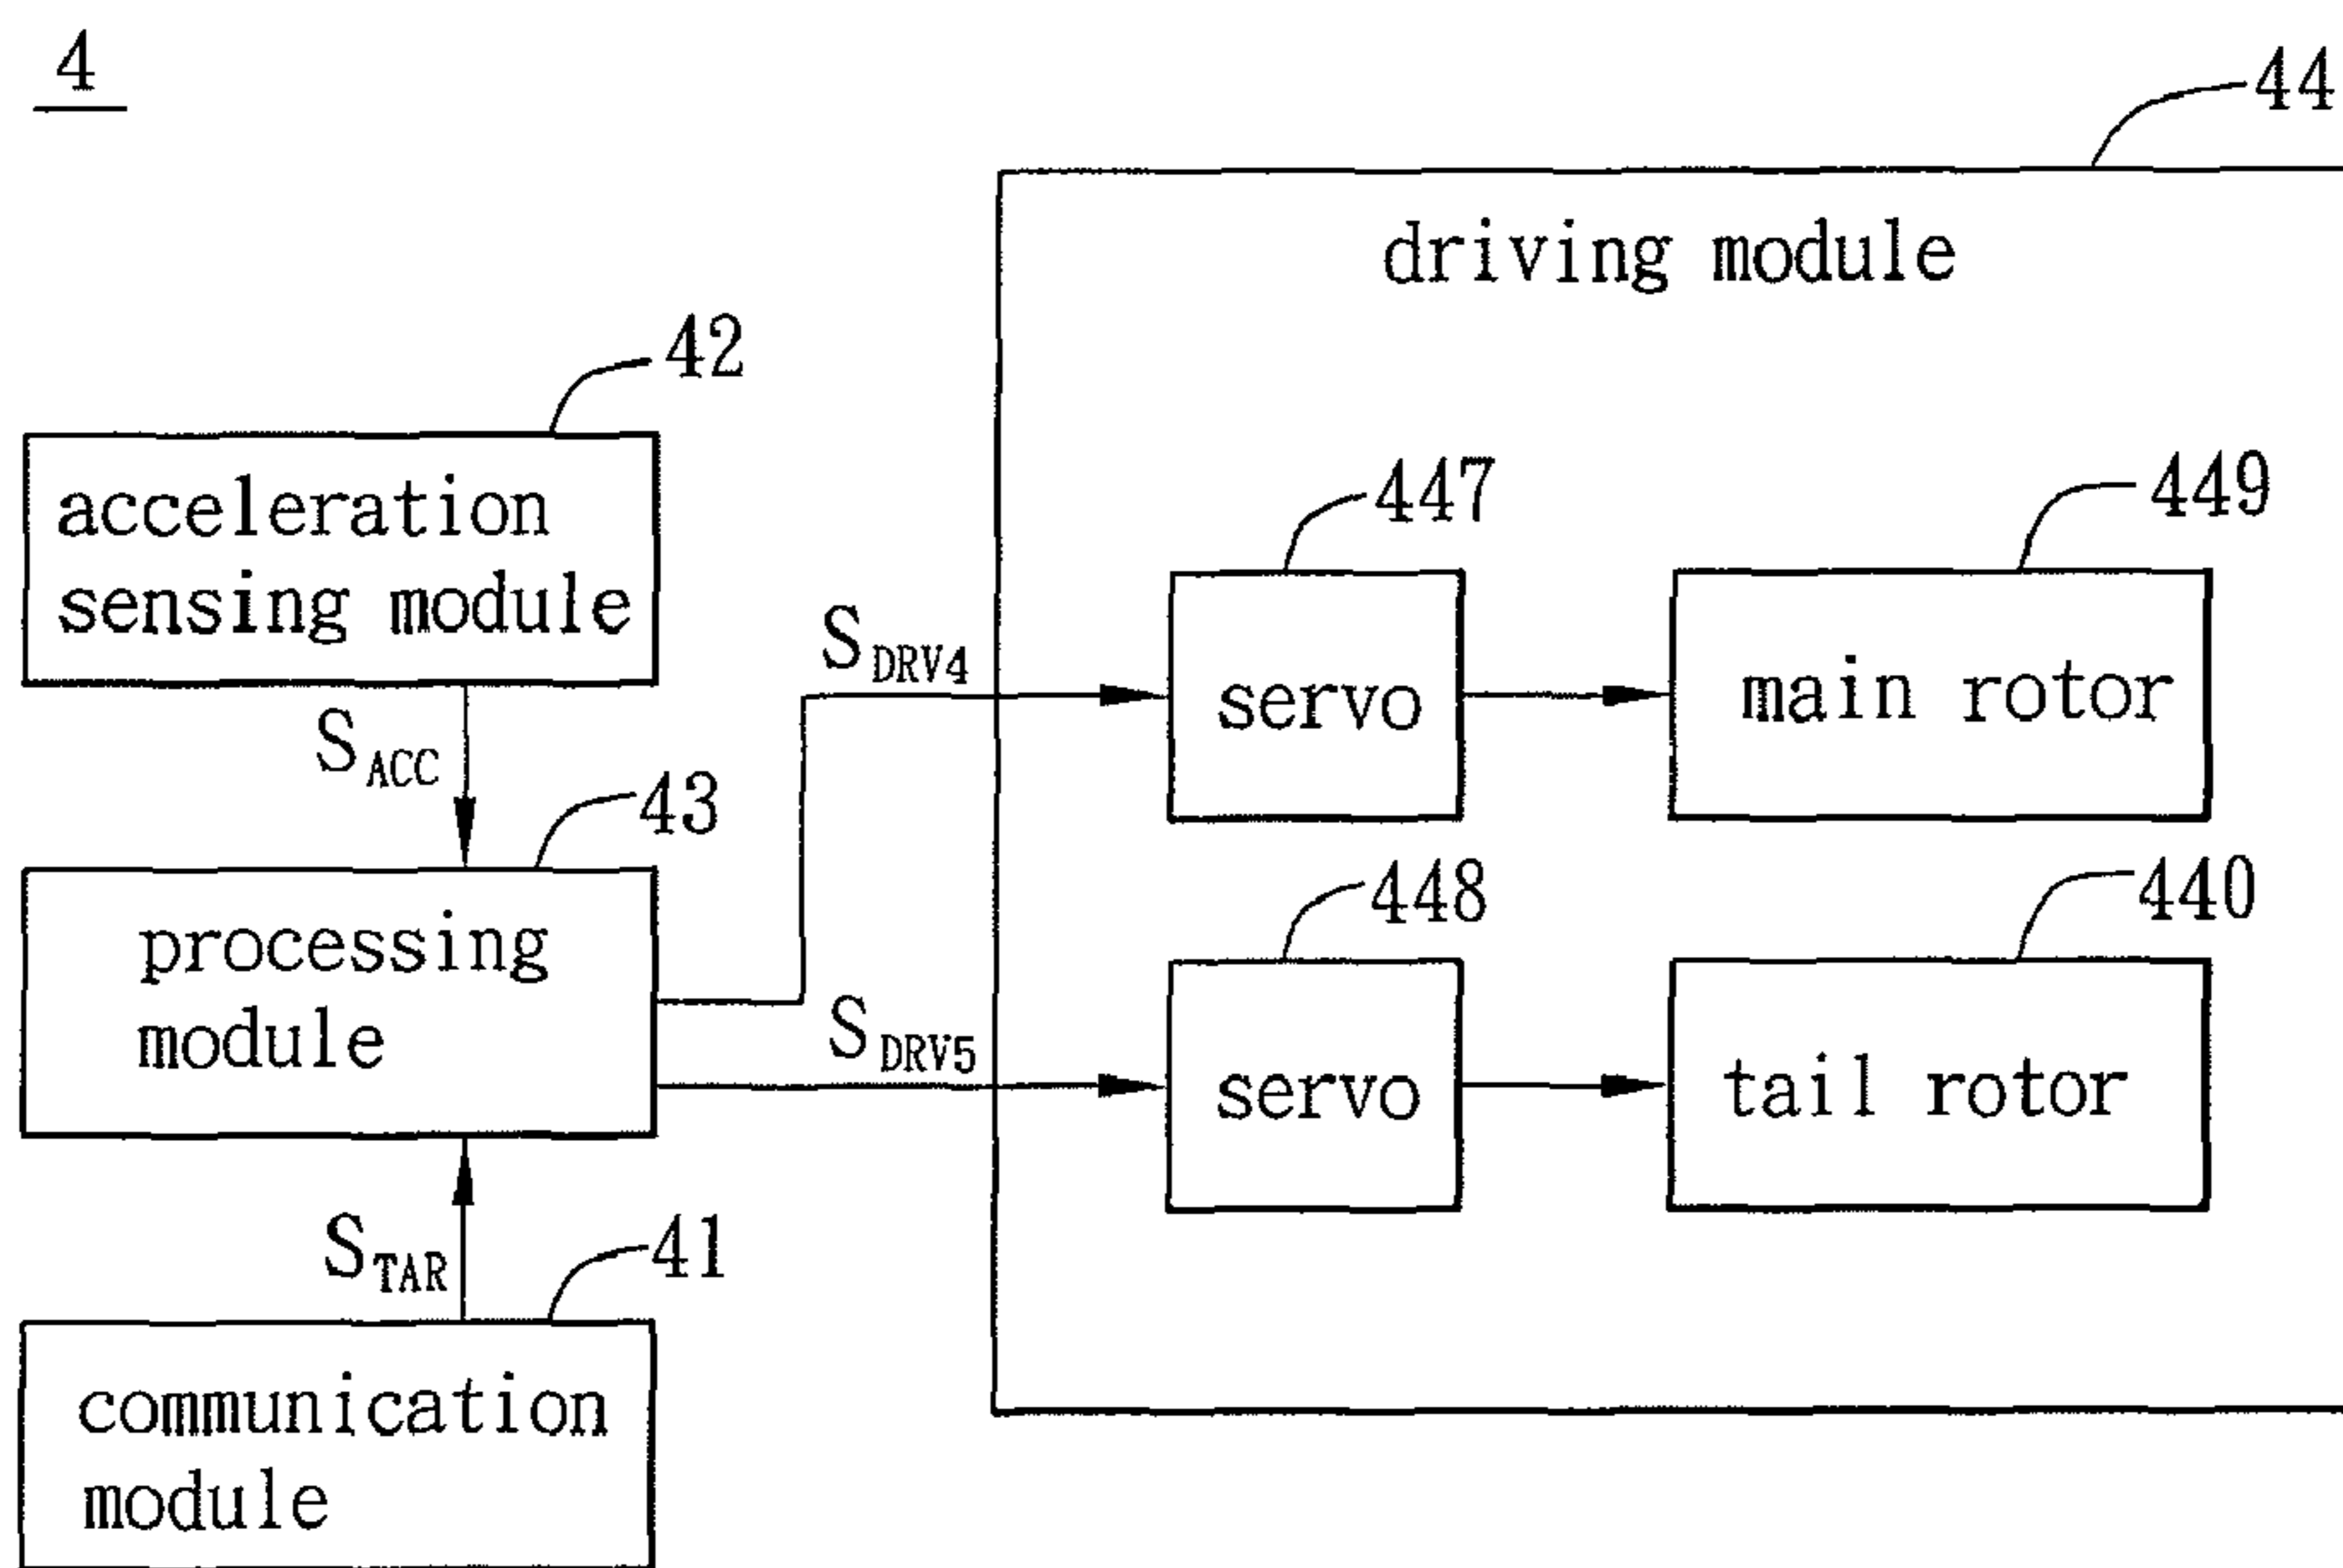 4
44
driving module
42
acceleration
sensing module
447
449
S_DRV4
servo
main rotor
S_ACC
43
processing
module
448
440
S_DRV5
servo
tail rotor
S_TAR
41
communication
module